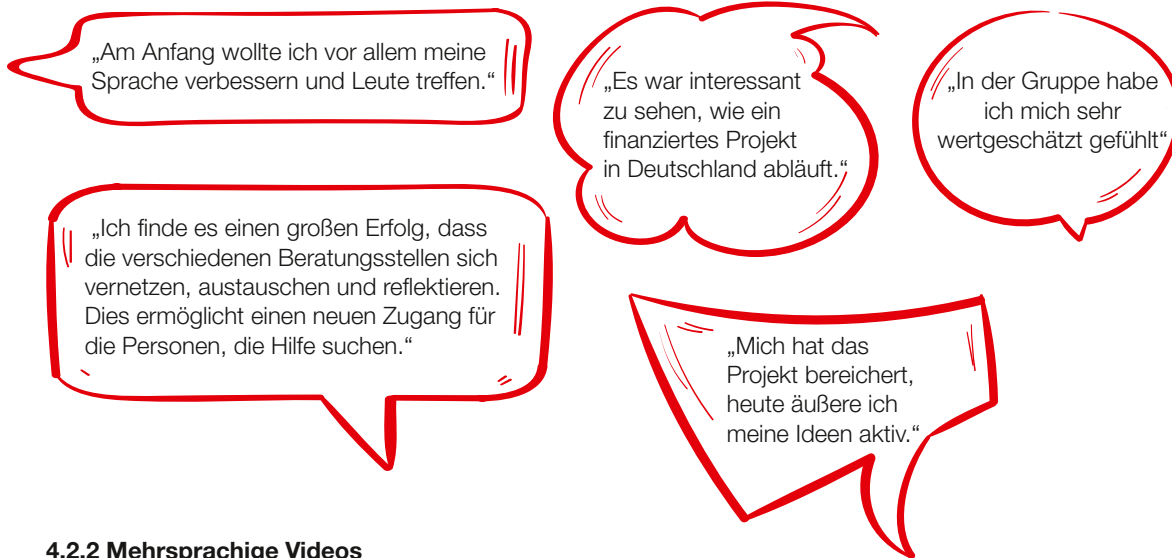 „Am Anfang wollte ich vor allem meine
Sprache verbessern und Leute treffen.“
„Es war interessant
zu sehen, wie ein
finanziertes Projekt
in Deutschland abläuft.“
„In der Gruppe habe
ich mich sehr
wertgeschätzt gefühlt“
„Ich finde es einen großen Erfolg, dass
die verschiedenen Beratungsstellen sich
vernetzen, austauschen und reflektieren.
Dies ermöglicht einen neuen Zugang für
die Personen, die Hilfe suchen.“
„Mich hat das
Projekt bereichert,
heute äußere ich
meine Ideen aktiv.“
4.2.2 Mehrsprachige Videos